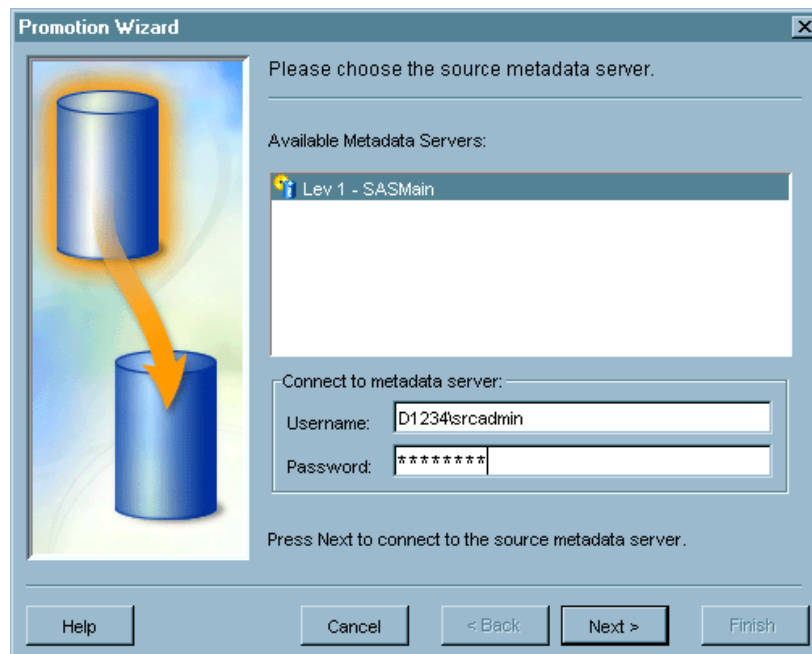 Promotion Wizard
Please choose the source metadata server.
Available Metadata Servers:
Lev 1 - SASMain
Connect to metadata server:
Username: D1234\srcadmin
Password: ********
Press Next to connect to the source metadata server.
Help Cancel < Back Next > Finish